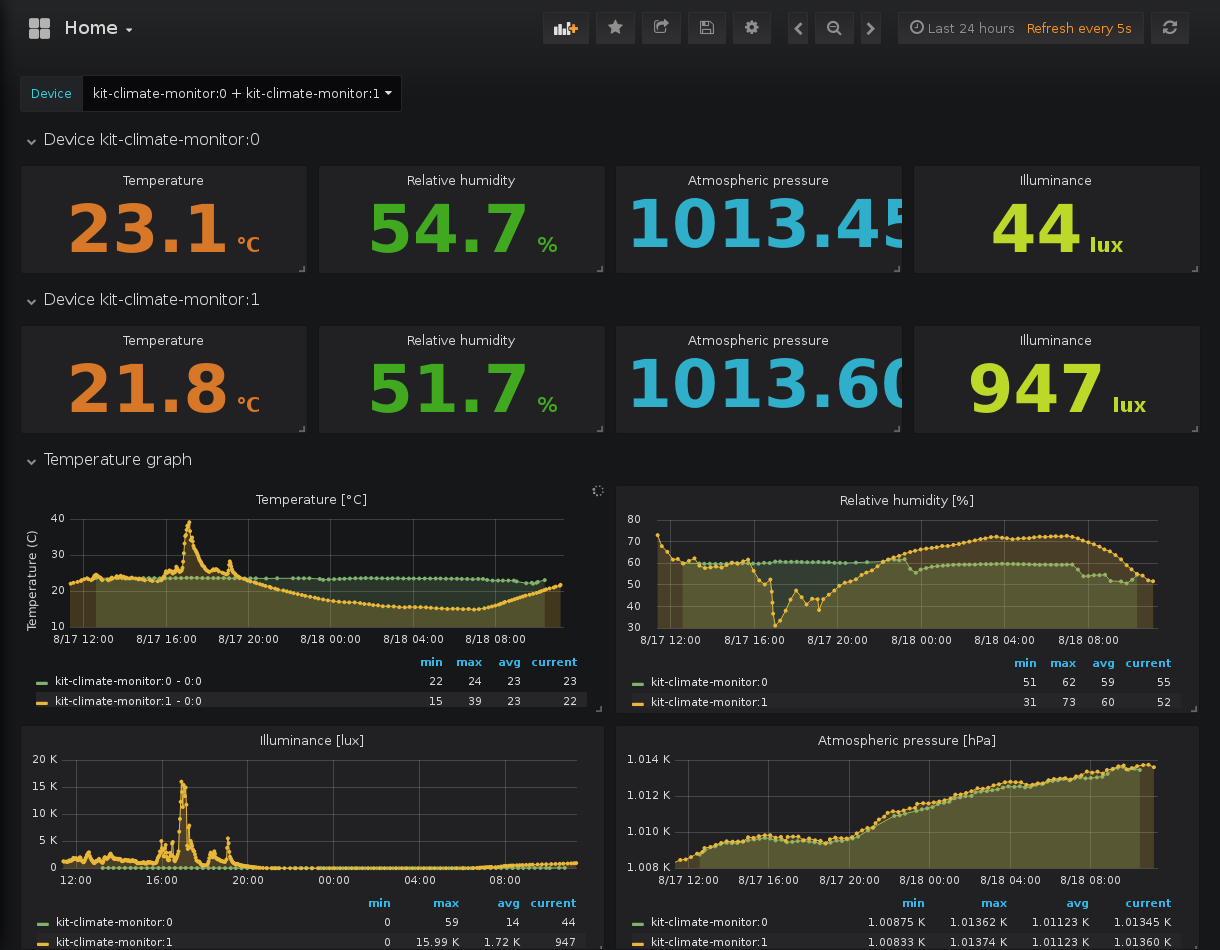 Home
Last 24 hours Refresh every 5s
Device kit-climate-monitor:0 + kit-climate-monitor:1
Device kit-climate-monitor:0
Temperature Relative humidity Atmospheric pressure Illuminance
23.1 °C 54.7 % 1013.45 44 lux
Device kit-climate-monitor:1
Temperature Relative humidity Atmospheric pressure Illuminance
21.8 °C 51.7 % 1013.60 947 lux
Temperature graph
Temperature [°C]
Temperature (C)
40
30
20
10
8/17 12:00 8/17 16:00 8/17 20:00 8/18 00:00 8/18 04:00 8/18 08:00
min max avg current
kit-climate-monitor:0 - 0:0 22 24 23 23
kit-climate-monitor:1 - 0:0 15 39 23 22
Relative humidity [%]
80
70
60
50
40
30
8/17 12:00 8/17 16:00 8/17 20:00 8/18 00:00 8/18 04:00 8/18 08:00
min max avg current
kit-climate-monitor:0 51 62 59 55
kit-climate-monitor:1 31 73 60 52
Illuminance [lux]
20 K
15 K
10 K
5 K
0
12:00 16:00 20:00 00:00 04:00 08:00
min max avg current
kit-climate-monitor:0 0 59 14 44
kit-climate-monitor:1 0 15.99 K 1.72 K 947
Atmospheric pressure [hPa]
1.014 K
1.012 K
1.010 K
1.008 K
8/17 12:00 8/17 16:00 8/17 20:00 8/18 00:00 8/18 04:00 8/18 08:00
min max avg current
kit-climate-monitor:0 1.00875 K 1.01362 K 1.01123 K 1.01345 K
kit-climate-monitor:1 1.00833 K 1.01374 K 1.01123 K 1.01360 K